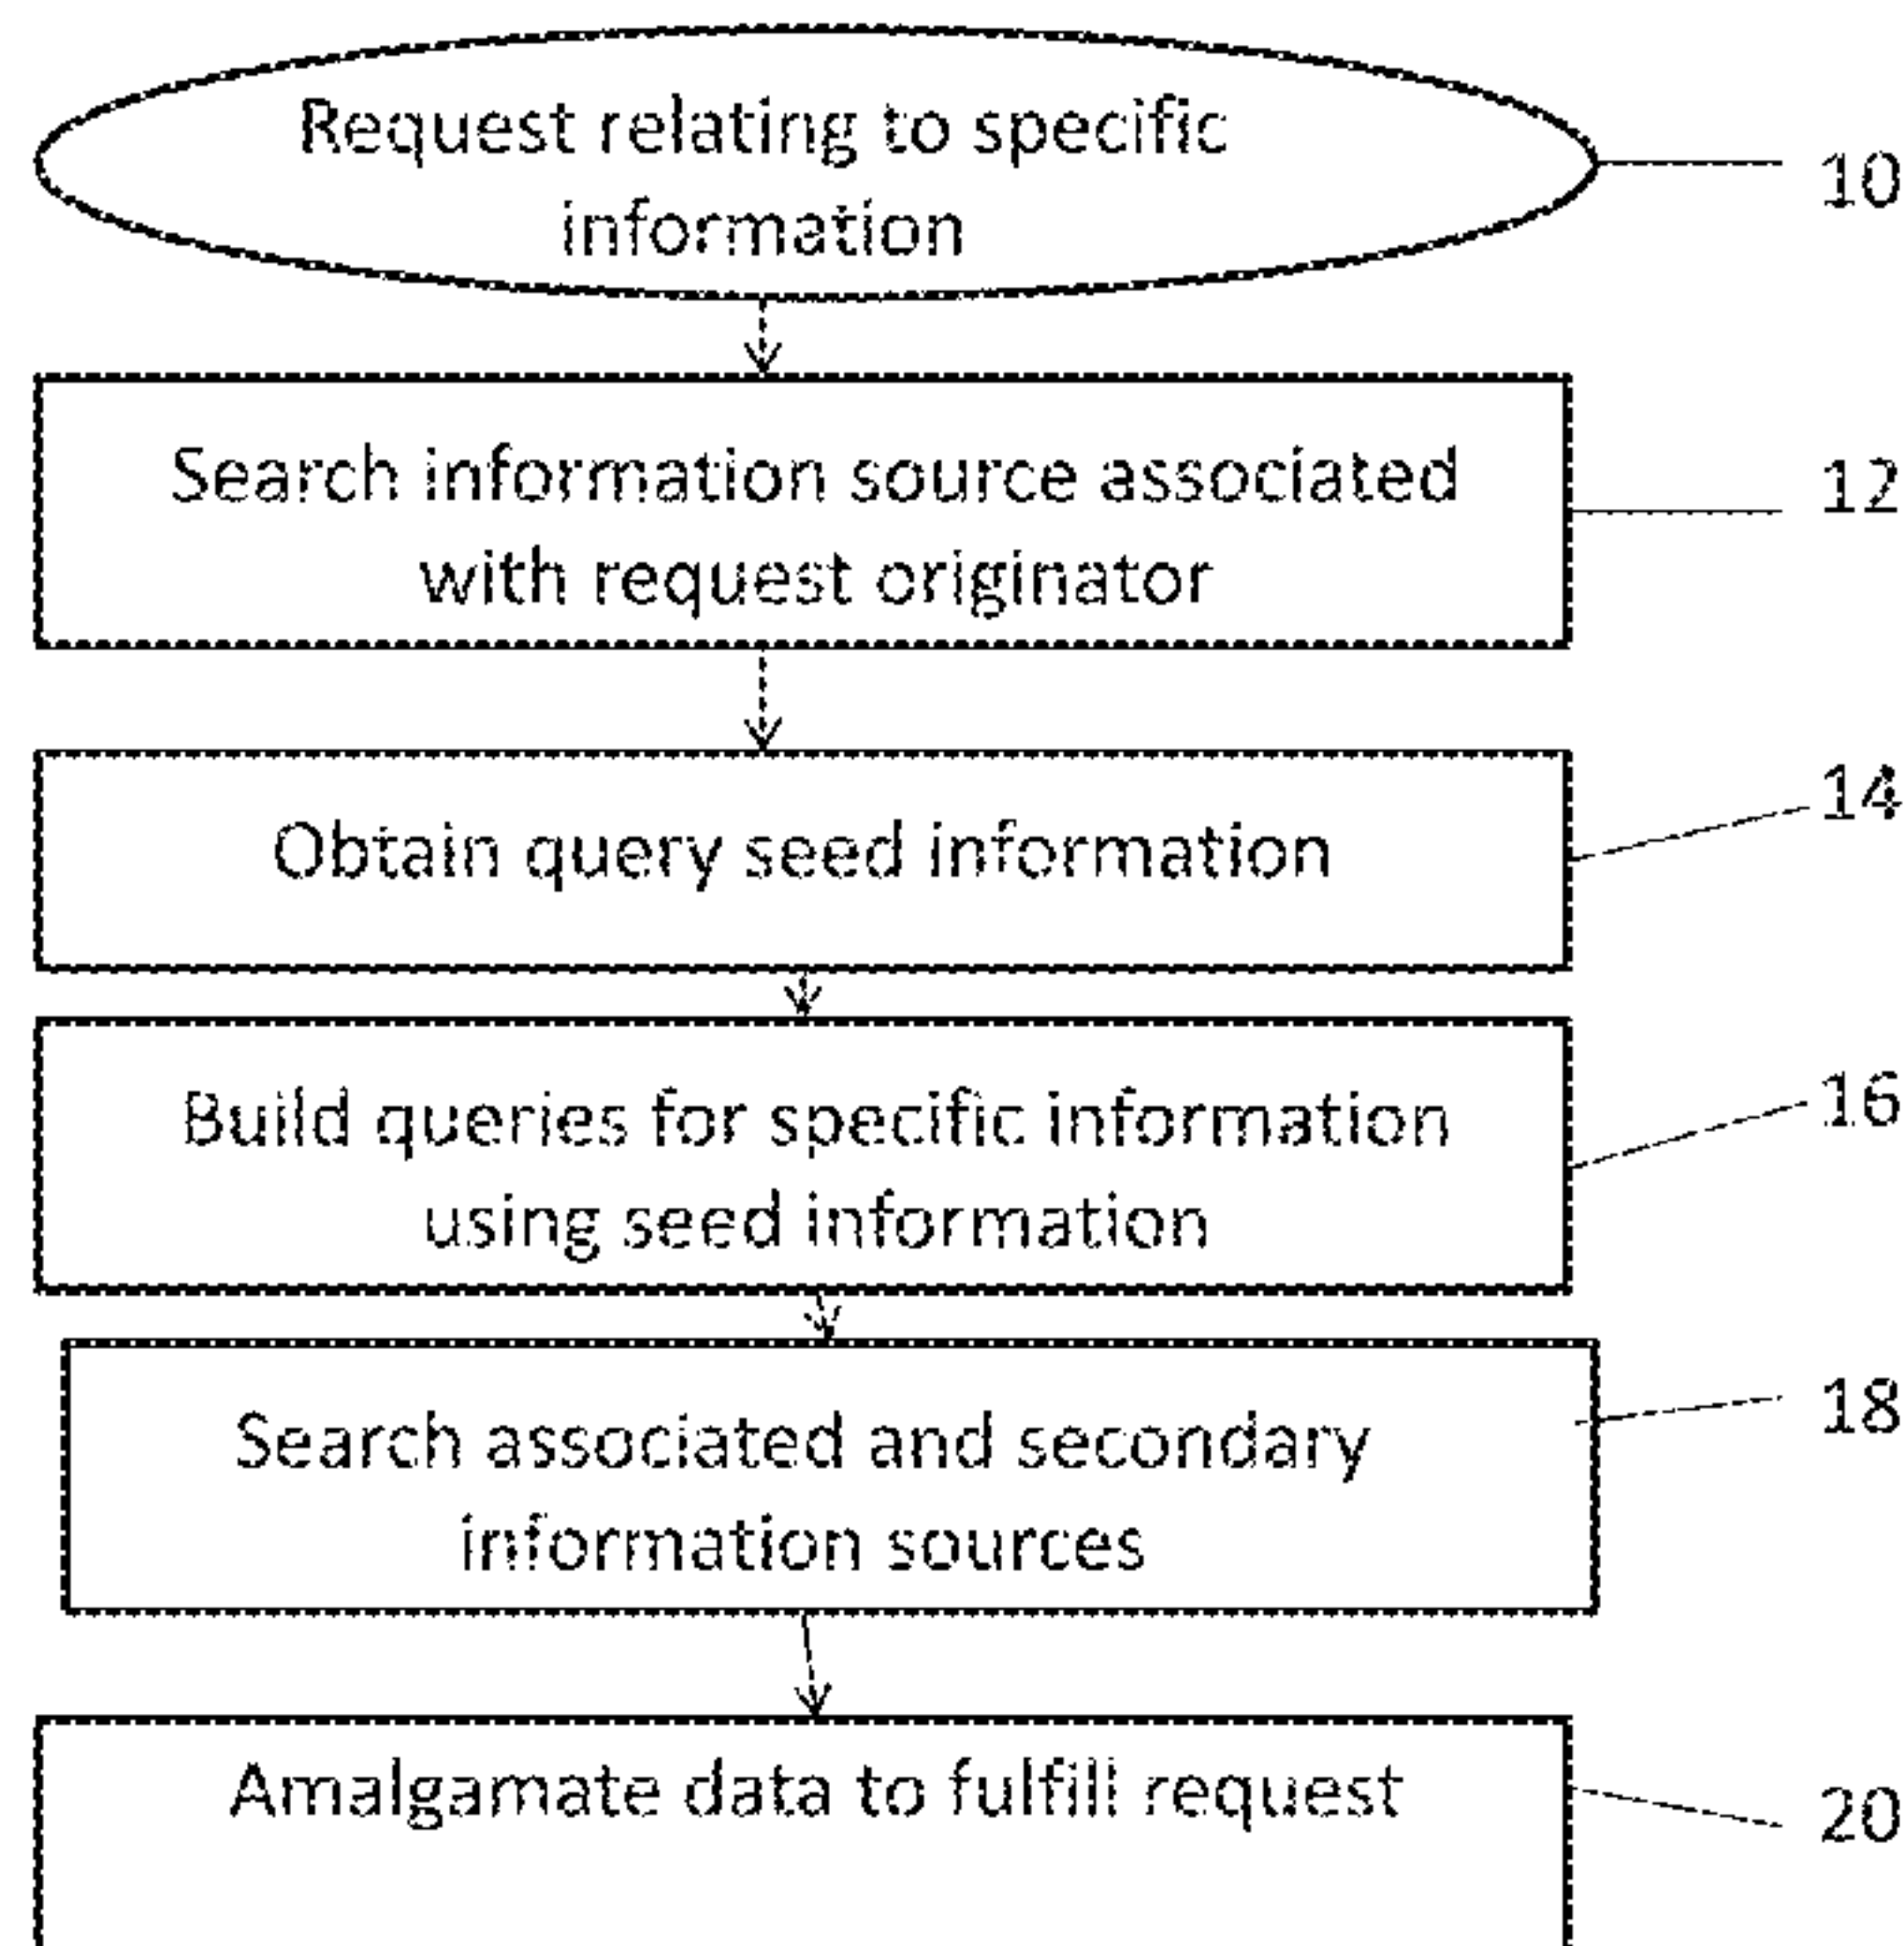 Request relating to specific
information
10
Search information source associated
with request originator
12
Obtain query seed information
14
Build queries for specific information
using seed information
16
Search associated and secondary
information sources
18
Amalgamate data to fulfill request
20